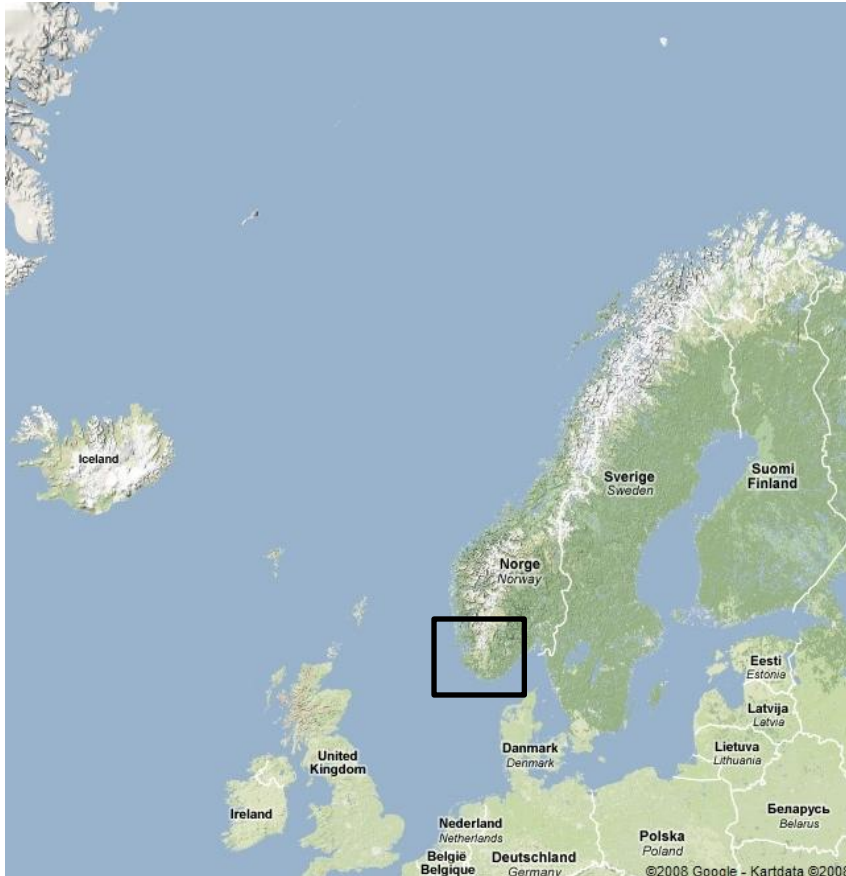 Iceland
Sverige
Sweden
Suomi
Finland
Norge
Norway
Eesti
Estonia
Latvija
Latvia
Danmark
Denmark
Lietuva
Lithuania
United
Kingdom
Ireland
Беларусь
Belarus
Nederland
Netherlands
Polska
Poland
België
Belgique
Deutschland
Germany
©2008 Google - Kartdata ©2008